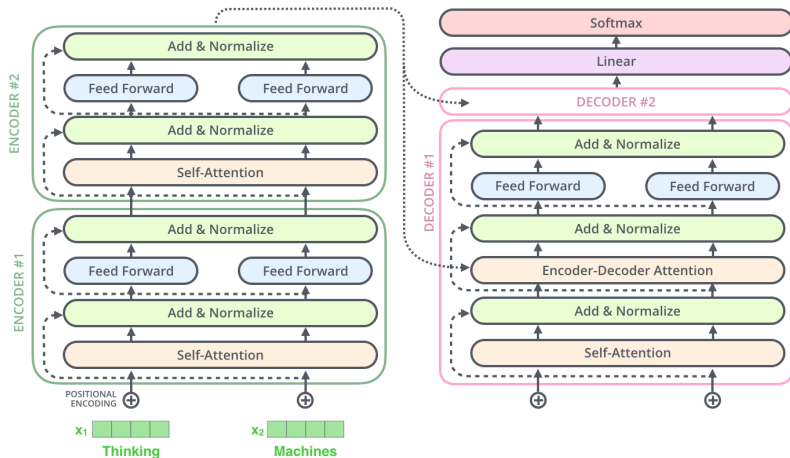 ENCODER #2
Add & Normalize
Feed Forward
Feed Forward
Add & Normalize
Self-Attention
ENCODER #1
Add & Normalize
Feed Forward
Feed Forward
Add & Normalize
Self-Attention
POSITIONAL
ENCODING
x₁
x₂
Thinking
Machines
Softmax
Linear
DECODER #2
DECODER #1
Add & Normalize
Feed Forward
Feed Forward
Add & Normalize
Encoder-Decoder Attention
Add & Normalize
Self-Attention